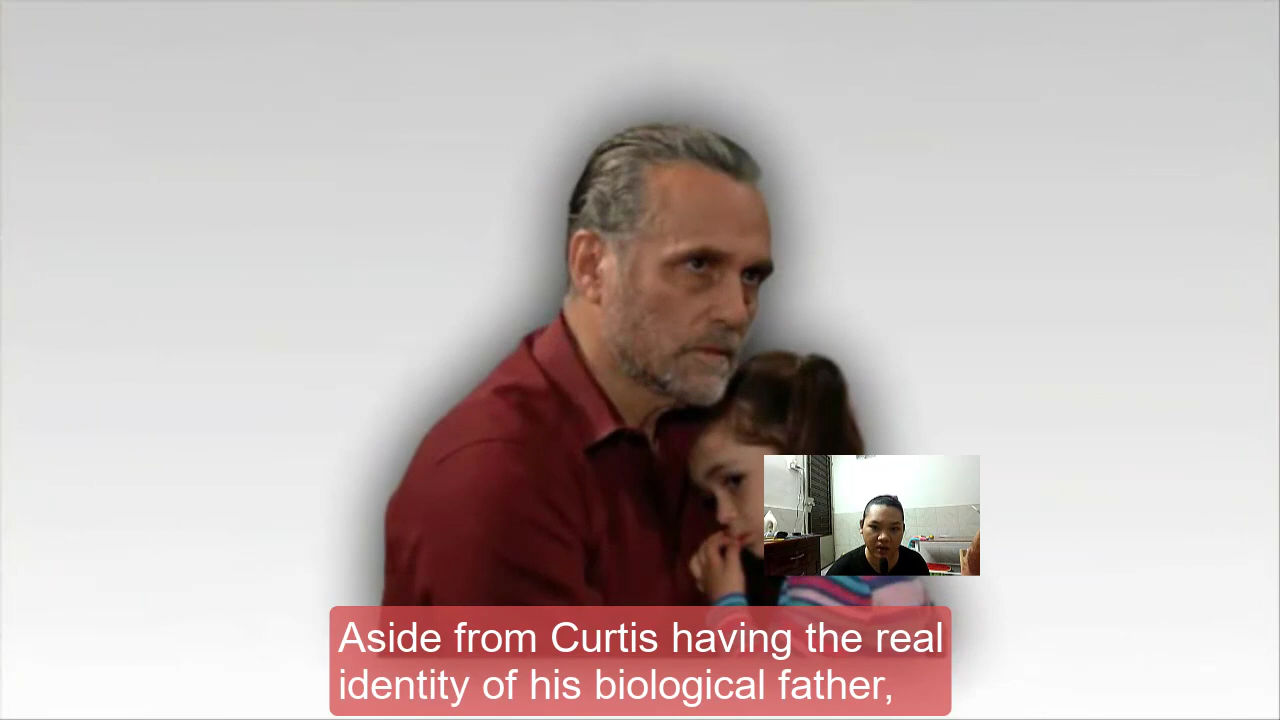 Aside from Curtis having the real
identity of his biological father,